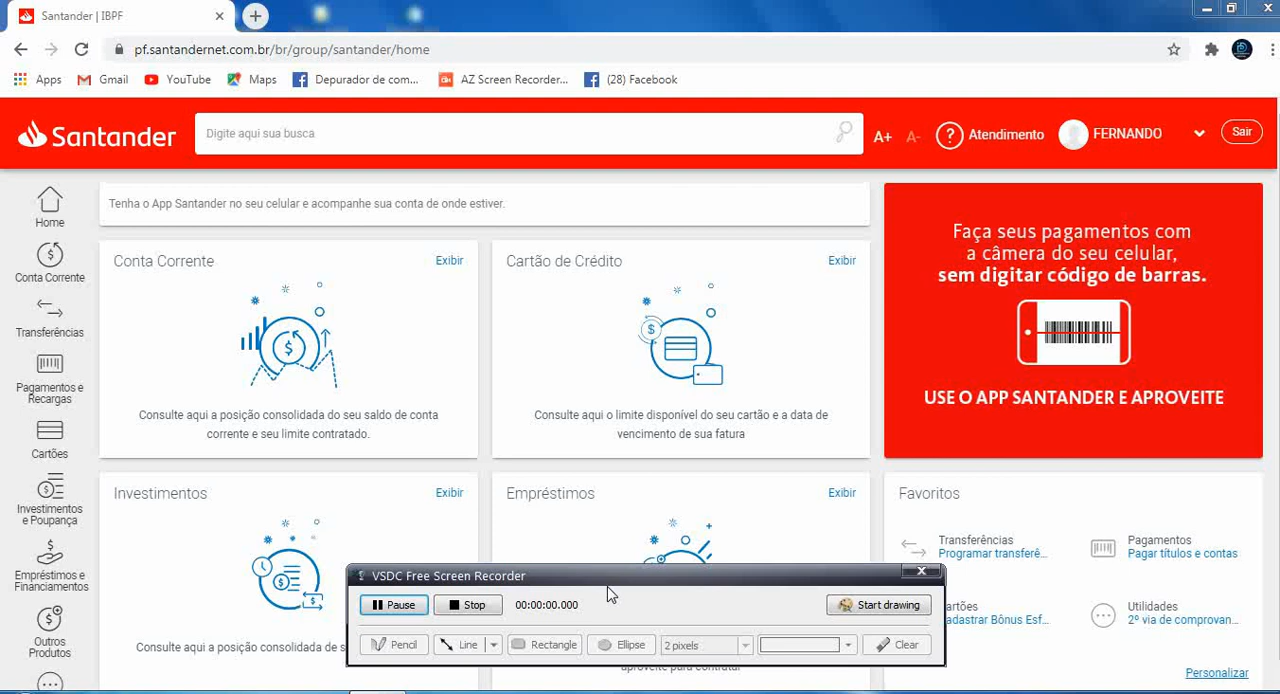 Santander | IBPF
pf.santandernet.com.br/br/group/santander/home
Apps
Gmail
YouTube
Maps
Depurador de com...
AZ Screen Recorder...
(28) Facebook
Santander
Digite aqui sua busca
A+
A-
Atendimento
FERNANDO
Sair
Home
Conta Corrente
Transferências
Pagamentos e
Recargas
Cartões
Investimentos
e Poupança
Empréstimos e
Financiamentos
Outros
Produtos
Tenha o App Santander no seu celular e acompanhe sua conta de onde estiver.
Conta Corrente
Exibir
Consulte aqui a posição consolidada do seu saldo de conta
corrente e seu limite contratado.
Cartão de Crédito
Exibir
Consulte aqui o limite disponível do seu cartão e a data de
vencimento de sua fatura
Faça seus pagamentos com
a câmera do seu celular,
sem digitar código de barras.
USE O APP SANTANDER E APROVEITE
Investimentos
Exibir
Consulte aqui a posição consolidada do s
Empréstimos
Exibir
aproveite para contratar
Favoritos
Transferências
Programar transferê...
Pagamentos
Pagar títulos e contas
artões
adastrar Bônus Esf...
Utilidades
2º via de comprovan...
Personalizar
VSDC Free Screen Recorder
Pause
Stop
00:00:00.000
Start drawing
Pencil
Line
Rectangle
Ellipse
2 pixels
Clear